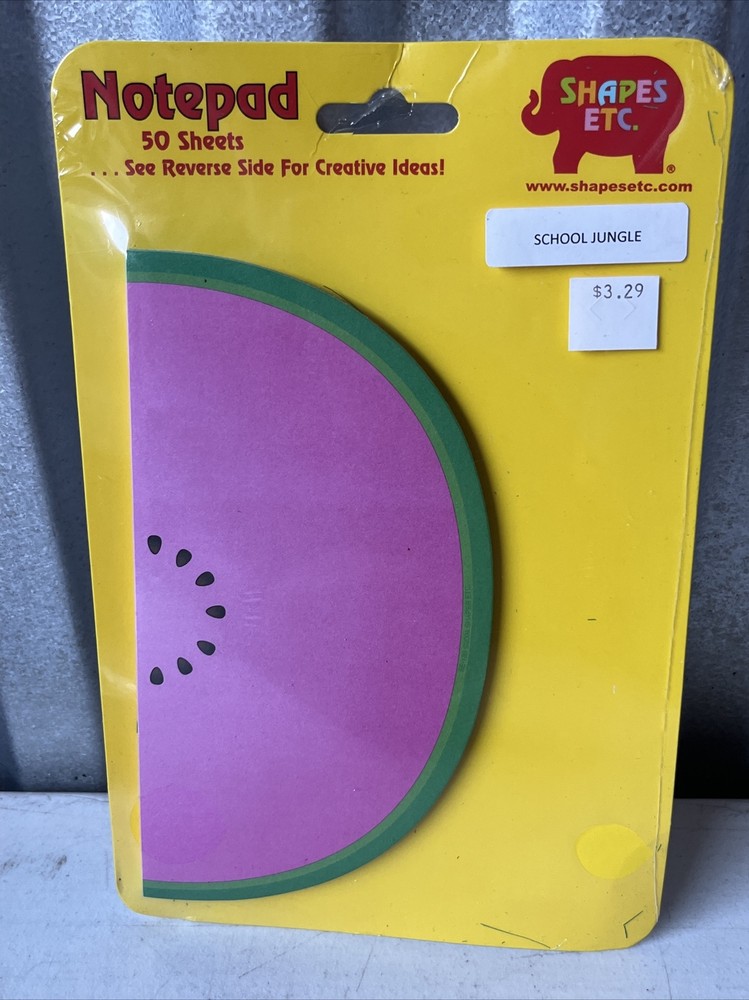 Notepad
50 Sheets
. . . See Reverse Side For Creative Ideas!
SHAPES
ETC.
®
www.shapesetc.com
SCHOOL JUNGLE
$3.29